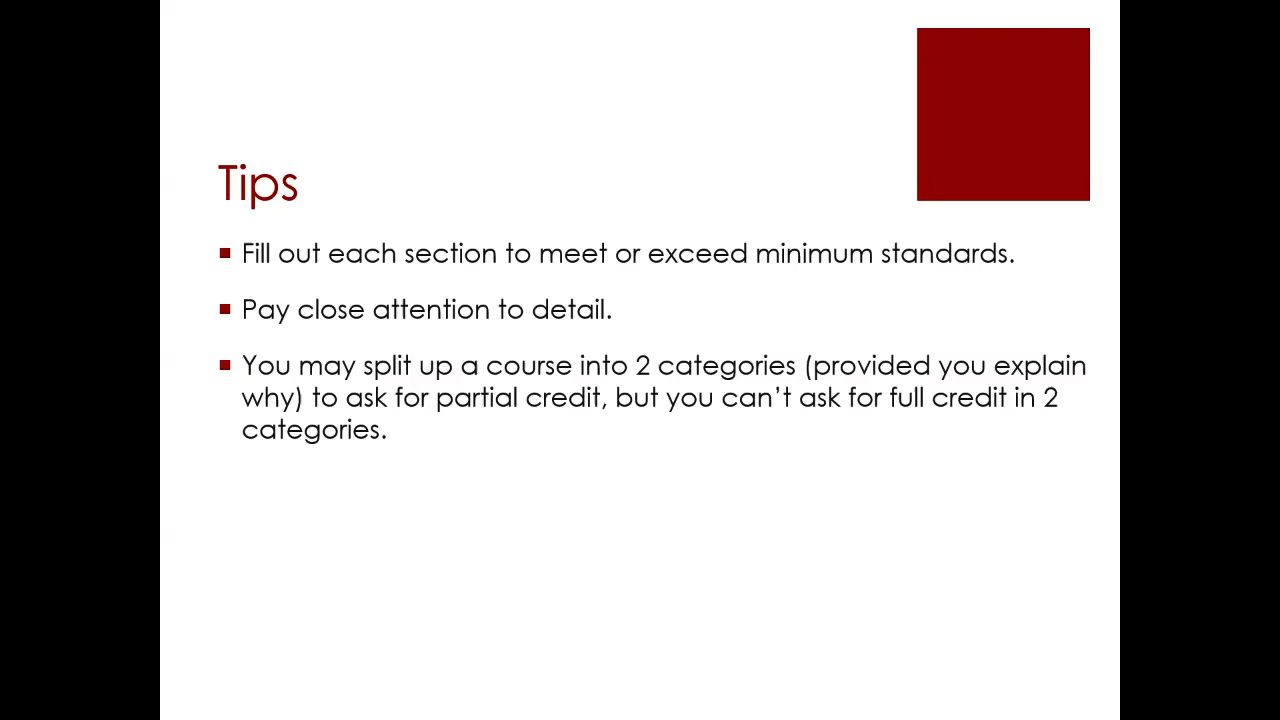 Tips
Fill out each section to meet or exceed minimum standards.
Pay close attention to detail.
You may split up a course into 2 categories (provided you explain
why) to ask for partial credit, but you can’t ask for full credit in 2
categories.